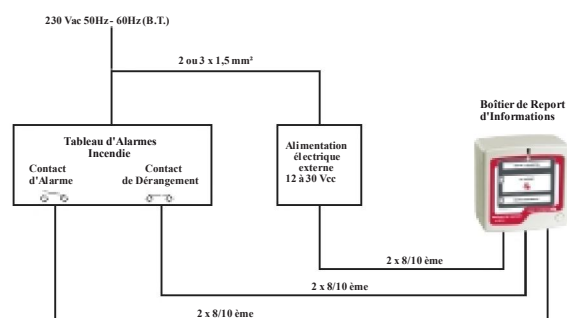 230 Vac 50Hz - 60Hz (B.T.)
2 ou 3 x 1,5 mm²
Boîtier de Report
d'Informations
Tableau d'Alarmes
Incendie
Contact
d'Alarme
Contact
de Dérangement
Alimentation
électrique
externe
12 à 30 Vcc
2 x 8/10 ème
2 x 8/10 ème
2 x 8/10 ème